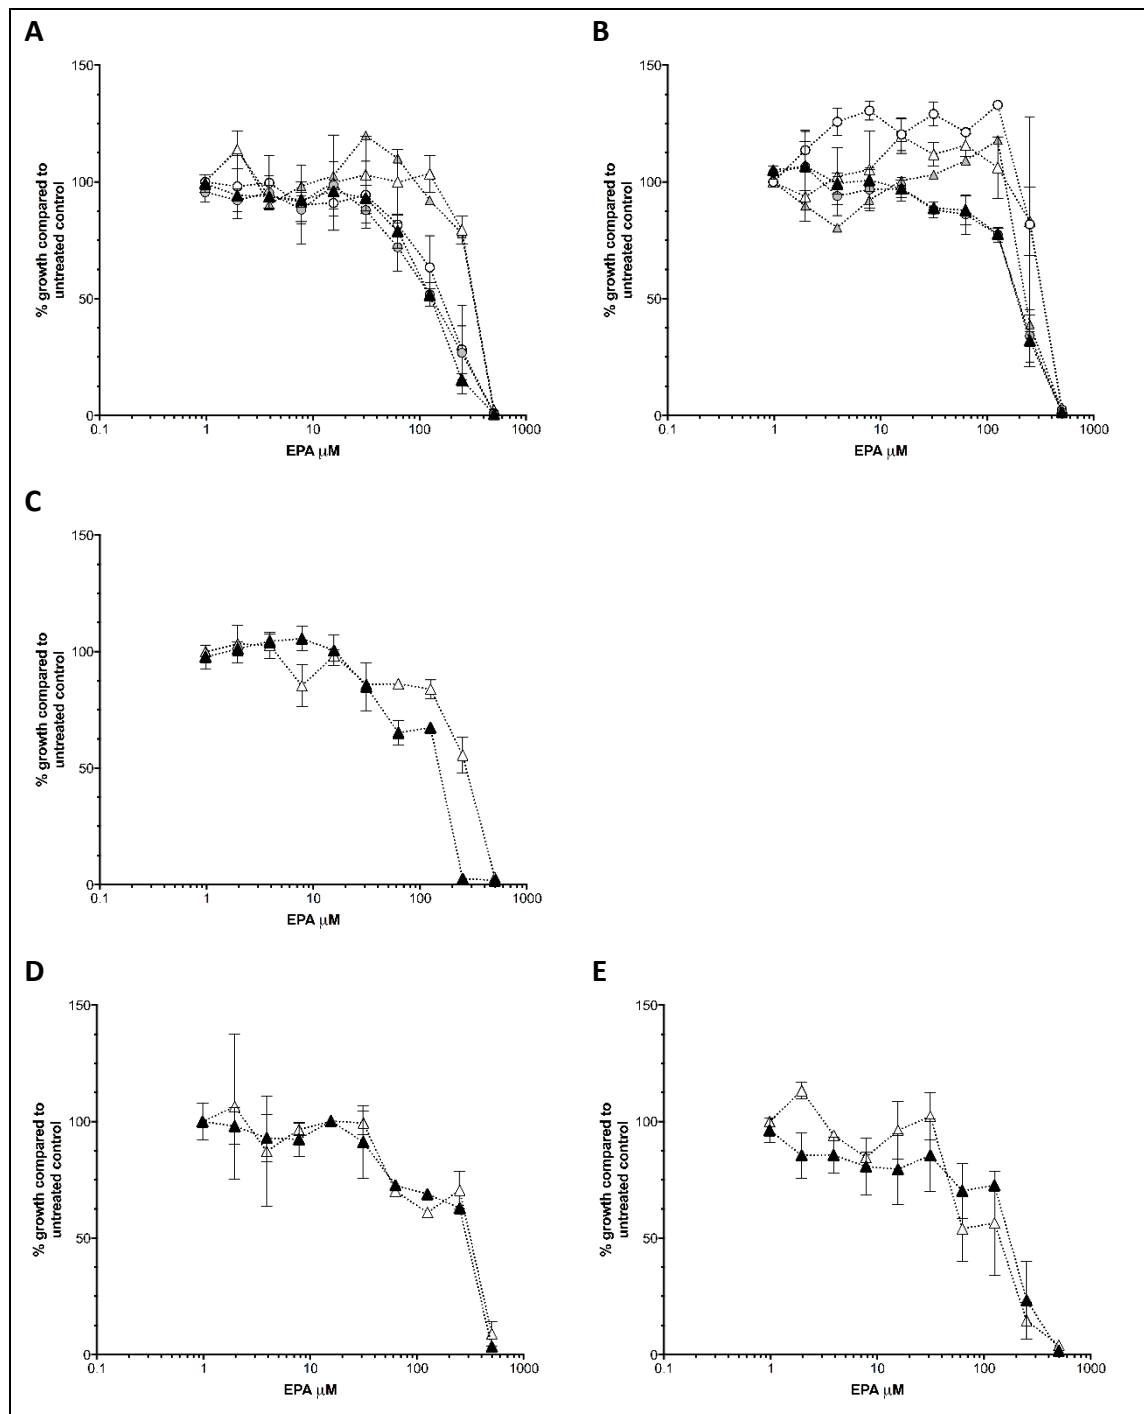 A
150
100
50
0
0.1 1 10 100 1000
% growth compared to
untreated control
EPA μM
B
150
100
50
0
0.1 1 10 100 1000
% growth compared to
untreated control
EPA μM
C
150
100
50
0
0.1 1 10 100 1000
% growth compared to
untreated control
EPA μM
D
150
100
50
0
0.1 1 10 100 1000
% growth compared to
untreated control
EPA μM
E
150
100
50
0
0.1 1 10 100 1000
% growth compared to
untreated control
EPA μM